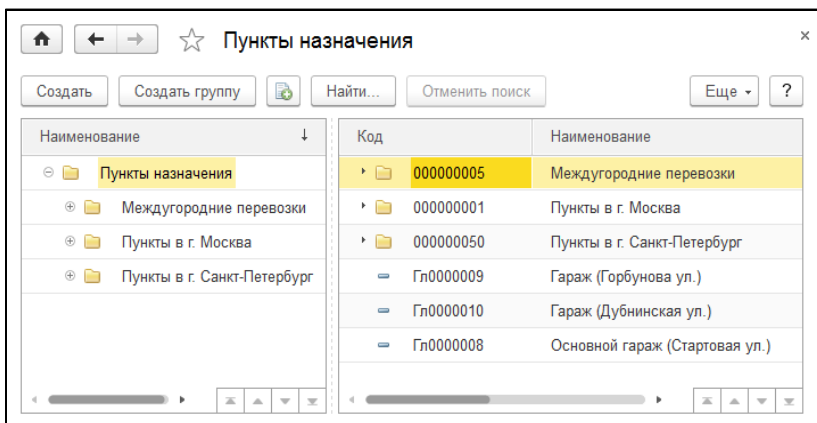 Пункты назначения
Создать Создать группу Найти... Отменить поиск Еще ?
Наименование Код Наименование
Пункты назначения 000000005 Междугородние перевозки
Междугородние перевозки 000000001 Пункты в г. Москва
Пункты в г. Москва 000000050 Пункты в г. Санкт-Петербург
Пункты в г. Санкт-Петербург Гл0000009 Гараж (Горбунова ул.)
Гл0000010 Гараж (Дубнинская ул.)
Гл0000008 Основной гараж (Стартовая ул.)